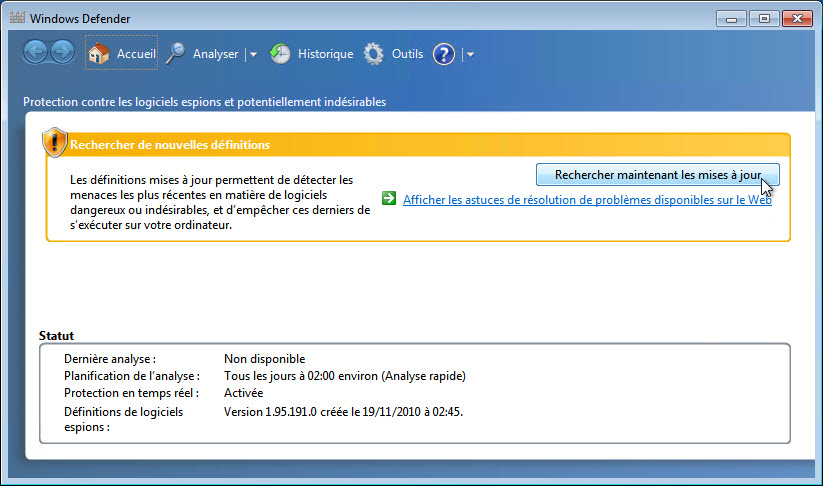 Windows Defender
Accueil
Analyser
Historique
Outils
?
Protection contre les logiciels espions et potentiellement indésirables
Rechercher de nouvelles définitions
Les définitions mises à jour permettent de détecter les
menaces les plus récentes en matière de logiciels
dangereux ou indésirables, et d'empêcher ces derniers de
s'exécuter sur votre ordinateur.
Rechercher maintenant les mises à jour
Afficher les astuces de résolution de problèmes disponibles sur le Web
Statut
Dernière analyse : Non disponible
Planification de l'analyse : Tous les jours à 02:00 environ (Analyse rapide)
Protection en temps réel : Activée
Définitions de logiciels Version 1.95.191.0 créée le 19/11/2010 à 02:45.
espions :